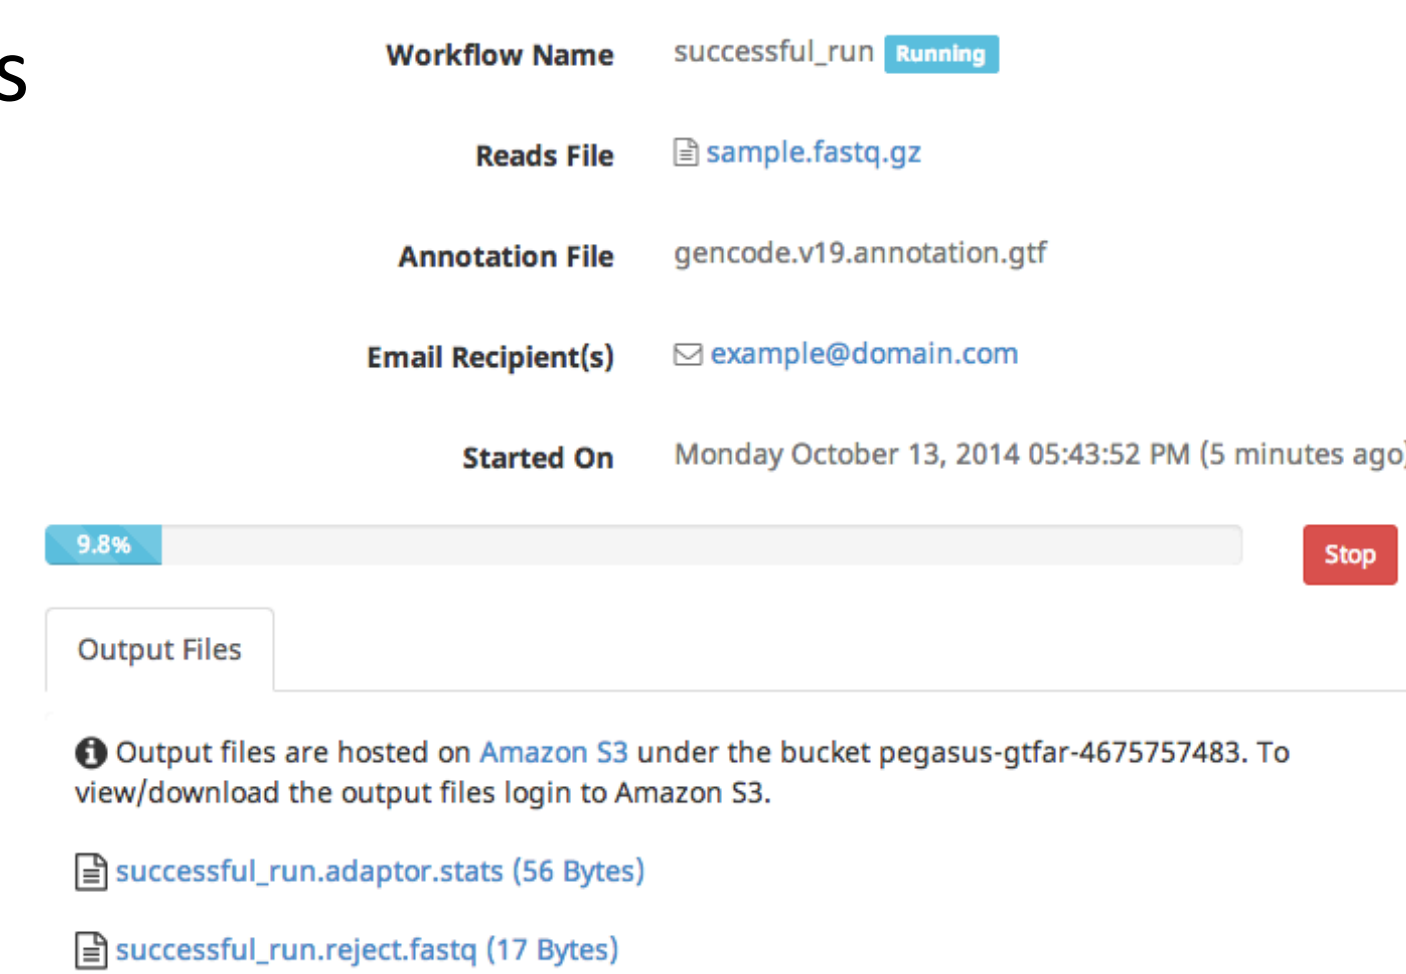 s
Workflow Name successful_run Running
Reads File sample.fastq.gz
Annotation File gencode.v19.annotation.gtf
Email Recipient(s) example@domain.com
Started On Monday October 13, 2014 05:43:52 PM (5 minutes ago)
9.8% Stop
Output Files
Output files are hosted on Amazon S3 under the bucket pegasus-gtfar-4675757483. To
view/download the output files login to Amazon S3.
successful_run.adaptor.stats (56 Bytes)
successful_run.reject.fastq (17 Bytes)